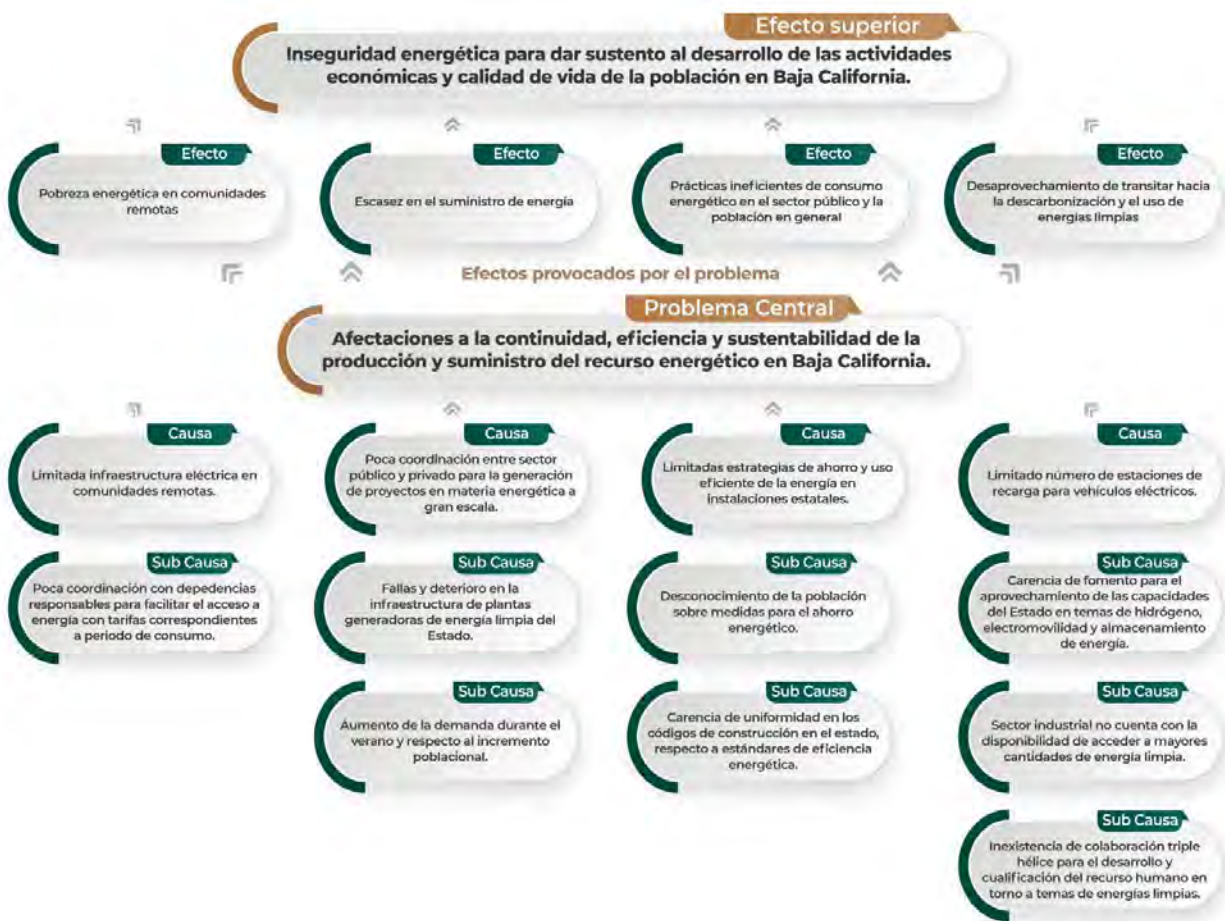 Efecto superior
Inseguridad energética para dar sustento al desarrollo de las actividades
económicas y calidad de vida de la población en Baja California.
Efecto
Pobreza energética en comunidades
remotas
Efecto
Escasez en el suministro de energía
Efecto
Prácticas ineficientes de consumo
energético en el sector público y la
población en general
Efecto
Desaprovechamiento de transitar hacia
la descarbonización y el uso de
energías limpias
Efectos provocados por el problema
Problema Central
Afectaciones a la continuidad, eficiencia y sustentabilidad de la
producción y suministro del recurso energético en Baja California.
Causa
Limitada infraestructura eléctrica en
comunidades remotas.
Causa
Poca coordinación entre sector
público y privado para la generación
de proyectos en materia energética a
gran escala.
Causa
Limitadas estrategias de ahorro y uso
eficiente de la energía en
instalaciones estatales.
Causa
Limitado número de estaciones de
recarga para vehículos eléctricos.
Sub Causa
Poca coordinación con depedencias
responsables para facilitar el acceso a
energía con tarifas correspondientes
a periodo de consumo.
Sub Causa
Fallas y deterioro en la
infraestructura de plantas
generadoras de energía limpia del
Estado.
Sub Causa
Desconocimiento de la población
sobre medidas para el ahorro
energético.
Sub Causa
Carencia de fomento para el
aprovechamiento de las capacidades
del Estado en temas de hidrógeno,
electromovilidad y almacenamiento
de energía.
Sub Causa
Aumento de la demanda durante el
verano y respecto al incremento
poblacional.
Sub Causa
Carencia de uniformidad en los
códigos de construcción en el estado,
respecto a estándares de eficiencia
energética.
Sub Causa
Sector industrial no cuenta con la
disponibilidad de acceder a mayores
cantidades de energía limpia.
Sub Causa
Inexistencia de colaboración triple
hélice para el desarrollo y
cualificación del recurso humano en
torno a temas de energías limpias.